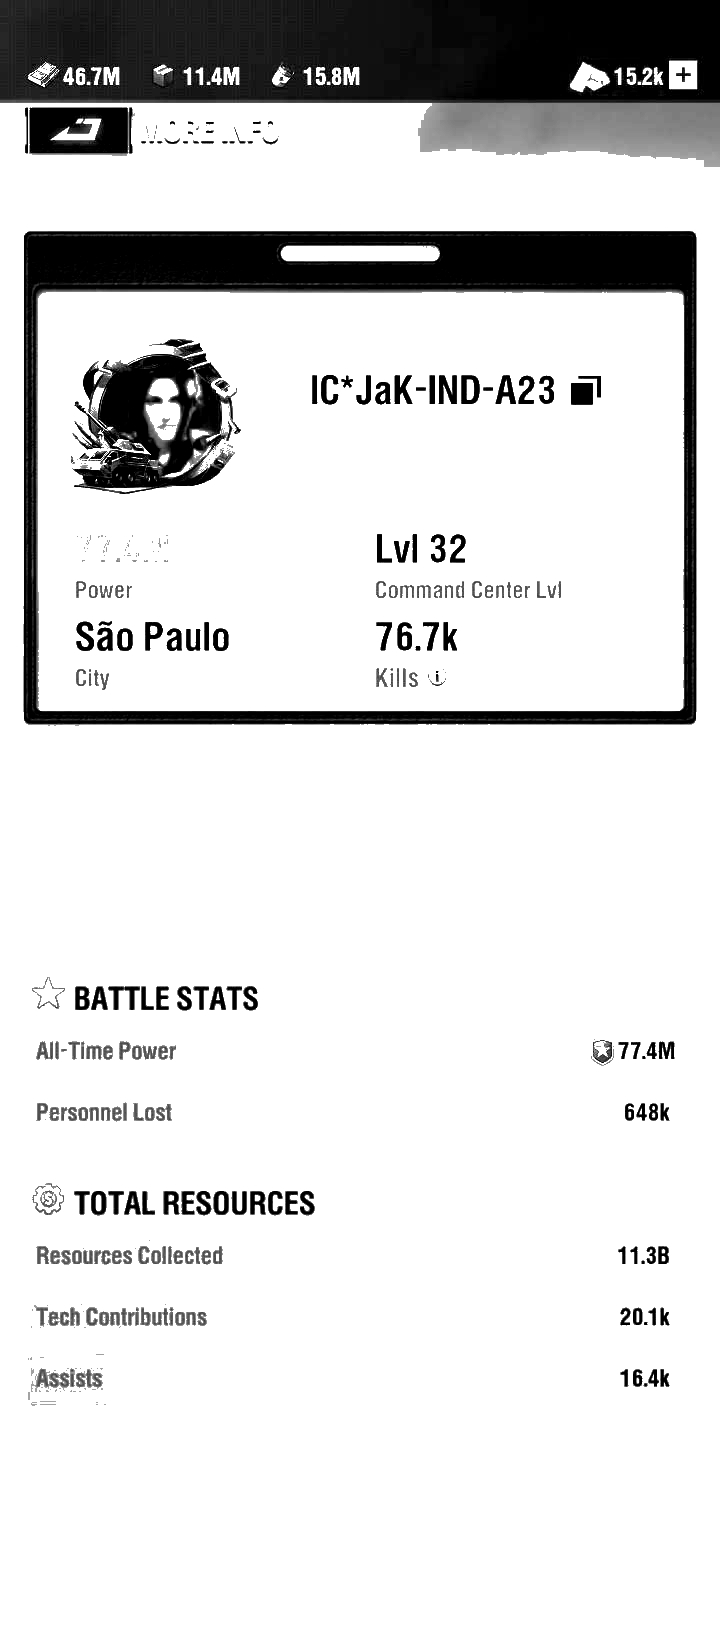 46.7M 11.4M 15.8M 15.2k +
MORE INFO
IC*JaK-IND-A23
77.4M Lvl 32
Power Command Center Lvl
São Paulo 76.7k
City Kills
BATTLE STATS
All-Time Power 77.4M
Personnel Lost 648k
TOTAL RESOURCES
Resources Collected 11.3B
Tech Contributions 20.1k
Assists 16.4k